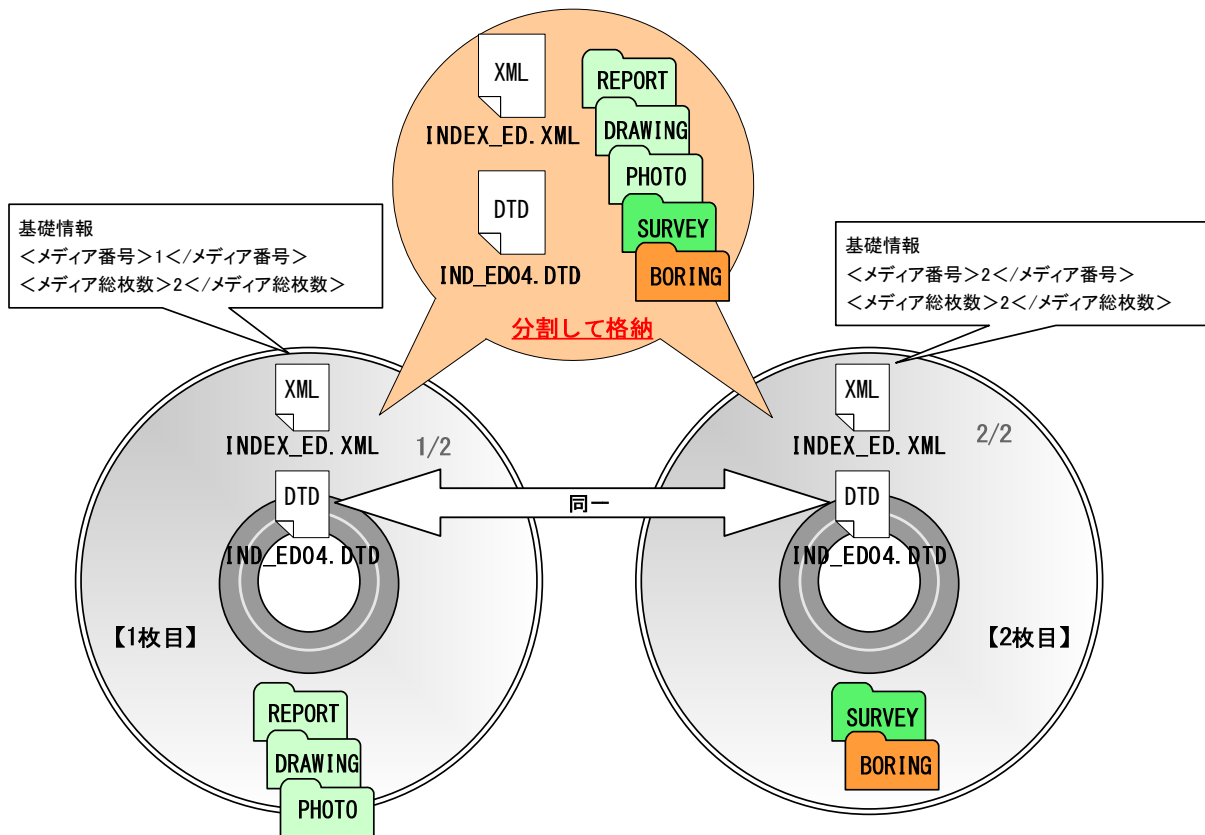 XML
INDEX_ED.XML
DTD
IND_ED04.DTD
REPORT
DRAWING
PHOTO
SURVEY
BORING
分割して格納
基礎情報
<メディア番号>1</メディア番号>
<メディア総枚数>2</メディア総枚数>
基礎情報
<メディア番号>2</メディア番号>
<メディア総枚数>2</メディア総枚数>
XML
INDEX_ED.XML
1/2
DTD
IND_ED04.DTD
【1枚目】
REPORT
DRAWING
PHOTO
同一
XML
INDEX_ED.XML
2/2
DTD
IND_ED04.DTD
【2枚目】
SURVEY
BORING